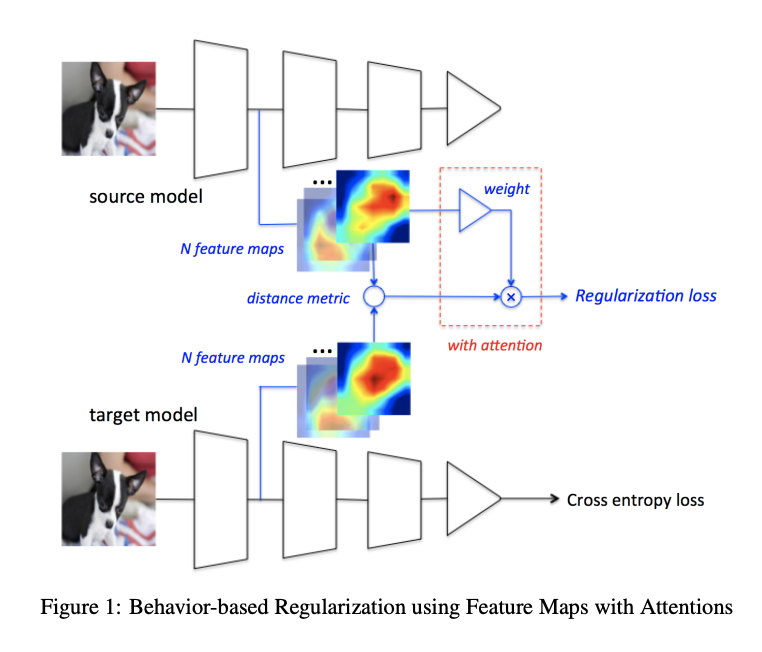 source model
weight
N feature maps
distance metric
Regularization loss
with attention
N feature maps
target model
Cross entropy loss
Figure 1: Behavior-based Regularization using Feature Maps with Attentions